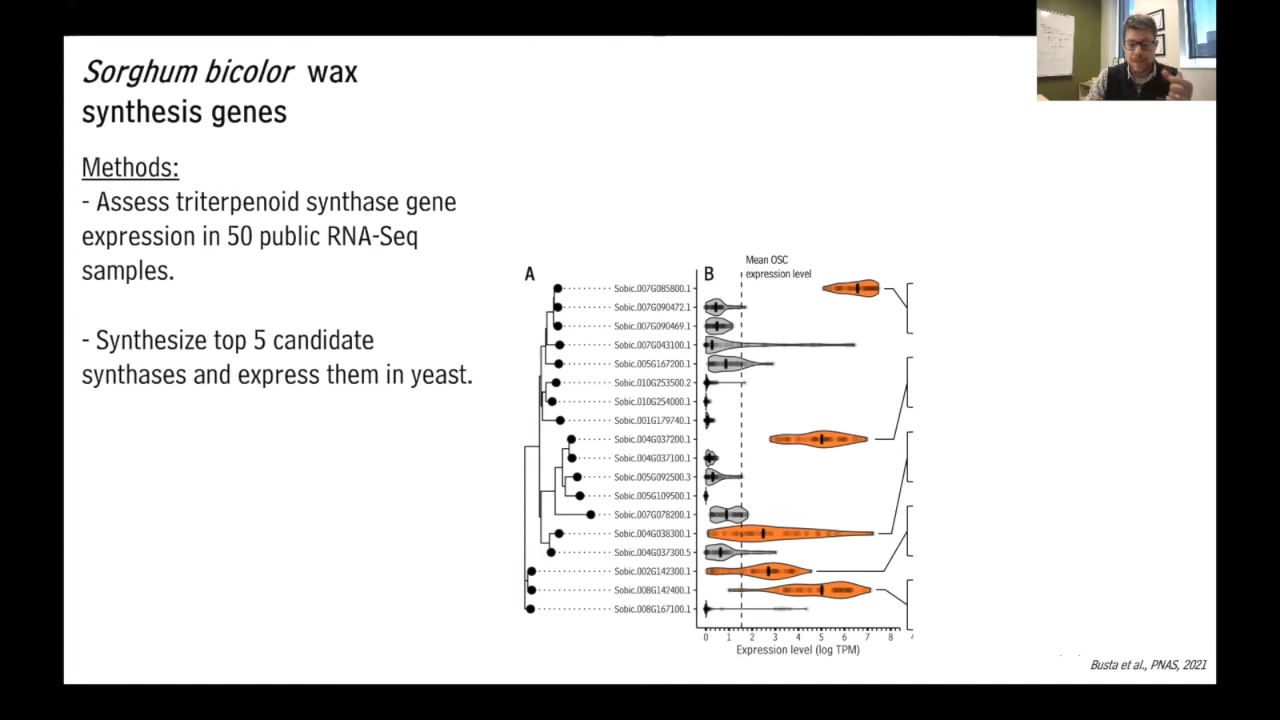 Sorghum bicolor wax
synthesis genes
Methods:
- Assess triterpenoid synthase gene
expression in 50 public RNA-Seq
samples.
- Synthesize top 5 candidate
synthases and express them in yeast.
A
B
Mean OSC
expression level
Sobic.007G085800.1
Sobic.007G090472.1
Sobic.007G090469.1
Sobic.007G043100.1
Sobic.005G167200.1
Sobic.010G253500.2
Sobic.010G254000.1
Sobic.001G179740.1
Sobic.004G037200.1
Sobic.004G037100.1
Sobic.005G092500.3
Sobic.005G109500.1
Sobic.007G078200.1
Sobic.004G038300.1
Sobic.004G037300.5
Sobic.002G142300.1
Sobic.008G142400.1
Sobic.008G167100.1
0 1 2 3 4 5 6 7 8
Expression level (log TPM)
Busta et al., PNAS, 2021